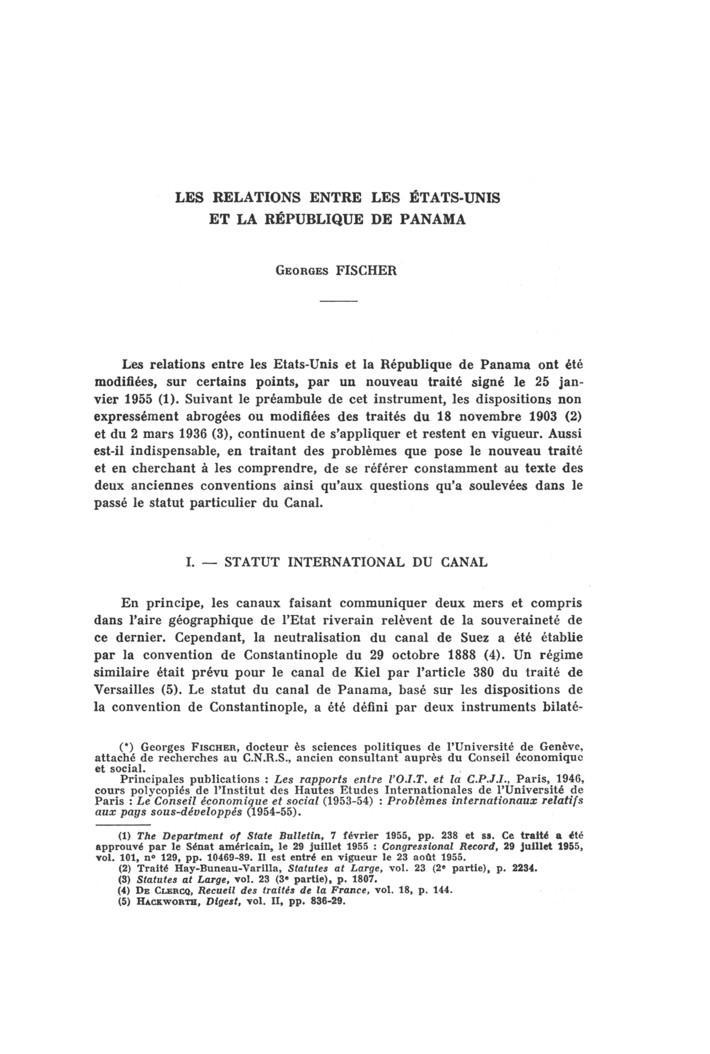 LES RELATIONS ENTRE LES ÉTATS-UNIS
ET LA RÉPUBLIQUE DE PANAMA
GEORGES FISCHER
Les relations entre les Etats-Unis et la République de Panama ont été
modifiées, sur certains points, par un nouveau traité signé le 25 jan-
vier 1955 (1). Suivant le préambule de cet instrument, les dispositions non
expressément abrogées ou modifiées des traités du 18 novembre 1903 (2)
et du 2 mars 1936 (3), continuent de s'appliquer et restent en vigueur. Aussi
est-il indispensable, en traitant des problèmes que pose le nouveau traité
et en cherchant à les comprendre, de se référer constamment au texte des
deux anciennes conventions ainsi qu'aux questions qu'a soulevées dans le
passé le statut particulier du Canal.
I. — STATUT INTERNATIONAL DU CANAL
En principe, les canaux faisant communiquer deux mers et compris
dans l'aire géographique de l'Etat riverain relèvent de la souveraineté de
ce dernier. Cependant, la neutralisation du canal de Suez a été établie
par la convention de Constantinople du 29 octobre 1888 (4). Un régime
similaire était prévu pour le canal de Kiel par l'article 380 du traité de
Versailles (5). Le statut du canal de Panama, basé sur les dispositions de
la convention de Constantinople, a été défini par deux instruments bilaté-
(*) Georges FISCHER, docteur ès sciences politiques de l'Université de Genève,
attaché de recherches au C.N.R.S., ancien consultant auprès du Conseil économique
et social.
Principales publications : Les rapports entre l'O.I.T. et la C.P.J.I., Paris, 1946,
cours polycopiés de l'Institut des Hautes Etudes Internationales de l'Université de
Paris : Le Conseil économique et social (1953-54) : Problèmes internationaux relatifs
aux pays sous-développés (1954-55).
(1) The Department of State Bulletin, 7 février 1955, pp. 238 et ss. Ce traité a été
approuvé par le Sénat américain, le 29 juillet 1955 : Congressional Record, 29 juillet 1955,
vol. 101, n° 129, pp. 10469-89. Il est entré en vigueur le 23 août 1955.
(2) Traité Hay-Buneau-Varilla, Statutes at Large, vol. 23 (2e partie), p. 2234.
(3) Statutes at Large, vol. 23 (3e partie), p. 1807.
(4) DE CLERCQ, Recueil des traités de la France, vol. 18, p. 144.
(5) HACKWORTH, Digest, vol. II, pp. 836-29.